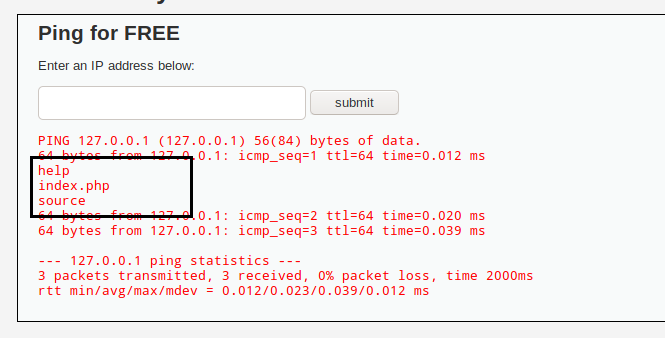 Ping for FREE
Enter an IP address below:
submit
PING 127.0.0.1 (127.0.0.1) 56(84) bytes of data.
64 bytes from 127.0.0.1: icmp_seq=1 ttl=64 time=0.012 ms
help
index.php
source
64 bytes from 127.0.0.1: icmp_seq=2 ttl=64 time=0.020 ms
64 bytes from 127.0.0.1: icmp_seq=3 ttl=64 time=0.039 ms
--- 127.0.0.1 ping statistics ---
3 packets transmitted, 3 received, 0% packet loss, time 2000ms
rtt min/avg/max/mdev = 0.012/0.023/0.039/0.012 ms